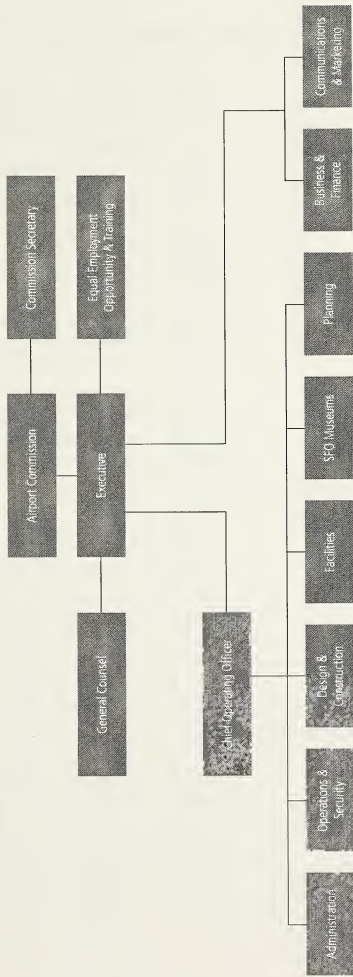 Airport Commission
Commission Secretary
General Counsel
Executive
Equal Employment
Opportunity & Training
Chief Operating Officer
Administration
Operations &
Security
Design &
Construction
Facilities
SFO Museums
Planning
Business &
Finance
Communications
& Marketing